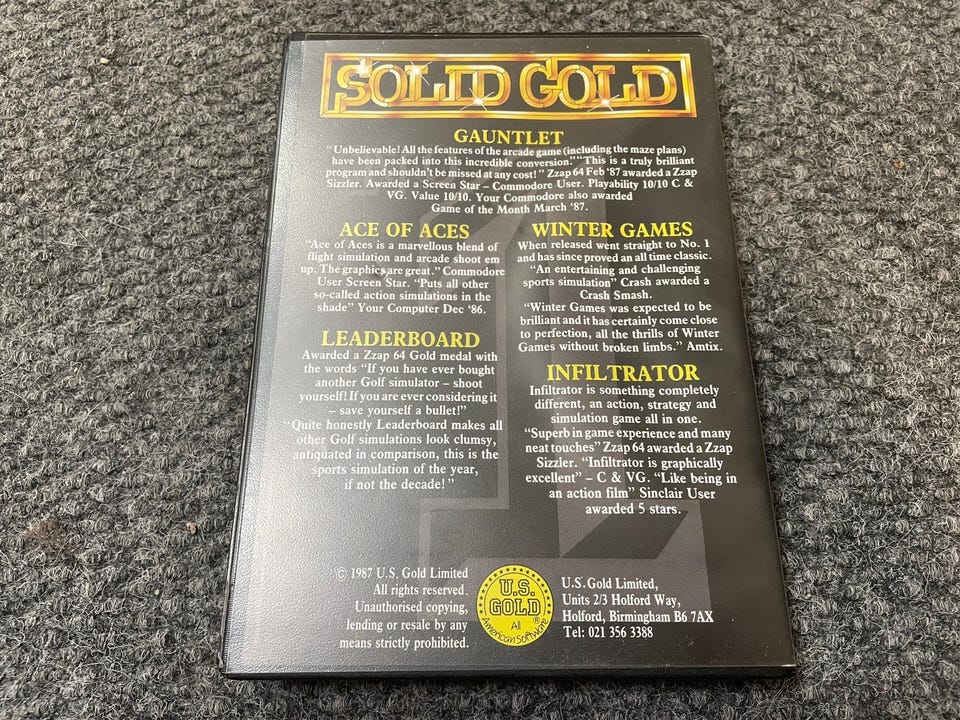 SOLID GOLD
GAUNTLET
"Unbelievable! All the features of the arcade game (including the maze plans)
have been packed into this incredible conversion." "This is a truly brilliant
program and shouldn't be missed at any cost!" Zzap 64 Feb '87 awarded a Zzap
Sizzler. Awarded a Screen Star – Commodore User. Playability 10/10 C &
VG. Value 10/10. Your Commodore also awarded
Game of the Month March '87.
ACE OF ACES
"Ace of Aces is a marvellous blend of
flight simulation and arcade shoot em
up. The graphics are great." Commodore
User Screen Star. "Puts all other
so-called action simulations in the
shade" Your Computer Dec '86.
LEADERBOARD
Awarded a Zzap 64 Gold medal with
the words "If you have ever bought
another Golf simulator – shoot
yourself! If you are ever considering it
– save yourself a bullet!"
"Quite honestly Leaderboard makes all
other Golf simulations look clumsy,
antiquated in comparison, this is the
sports simulation of the year,
if not the decade!"
WINTER GAMES
When released went straight to No. 1
and has since proved an all time classic.
"An entertaining and challenging
sports simulation" Crash awarded a
Crash Smash.
"Winter Games was expected to be
brilliant and it has certainly come close
to perfection, all the thrills of Winter
Games without broken limbs." Amtix.
INFILTRATOR
Infiltrator is something completely
different, an action, strategy and
simulation game all in one.
"Superb in game experience and many
neat touches" Zzap 64 awarded a Zzap
Sizzler. "Infiltrator is graphically
excellent" – C & VG. "Like being in
an action film" Sinclair User
awarded 5 stars.
© 1987 U.S. Gold Limited
All rights reserved.
Unauthorised copying,
lending or resale by any
means strictly prohibited.
U.S.
GOLD®
All
American Software
U.S. Gold Limited,
Units 2/3 Holford Way,
Holford, Birmingham B6 7AX
Tel: 021 356 3388